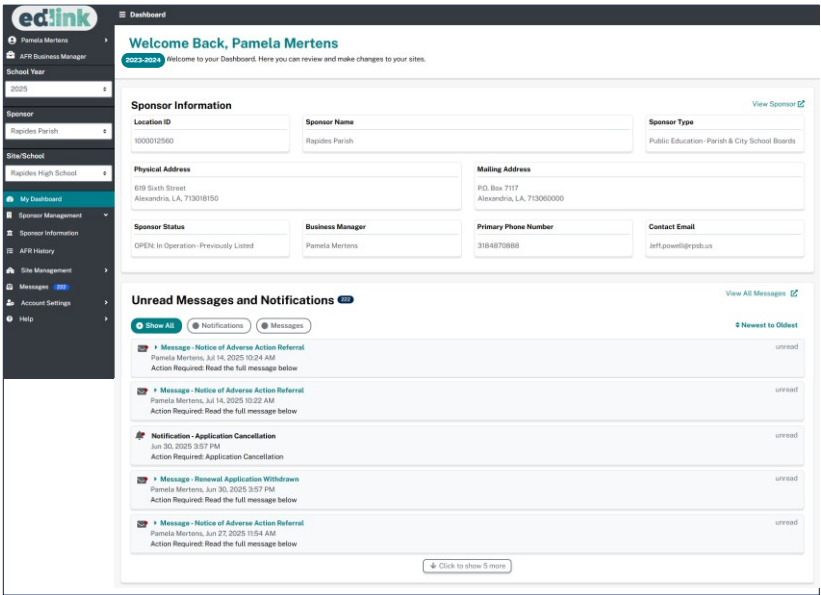 ed:link
Pamela Mertens
AFR Business Manager
School Year
2025
Sponsor
Rapides Parish
Site/School
Rapides High School
My Dashboard
Sponsor Management
Sponsor Information
AFR History
Site Management
Messages 222
Account Settings
Help
Dashboard
Welcome Back, Pamela Mertens
2023-2024 Welcome to your Dashboard. Here you can review and make changes to your sites.
Sponsor Information
View Sponsor
Location ID
1000012560
Sponsor Name
Rapides Parish
Sponsor Type
Public Education-Parish & City School Boards
Physical Address
619 Sixth Street
Alexandria, LA, 713018150
Mailing Address
P.O. Box 7117
Alexandria, LA, 713060000
Sponsor Status
OPEN: In Operation-Previously Listed
Business Manager
Pamela Mertens
Primary Phone Number
3184870888
Contact Email
Jeff.powell@rpsb.us
Unread Messages and Notifications 222
View All Messages
Show All
Notifications
Messages
Newest to Oldest
Message - Notice of Adverse Action Referral
unread
Pamela Mertens, Jul 14, 2025 10:24 AM
Action Required: Read the full message below
Message - Notice of Adverse Action Referral
unread
Pamela Mertens, Jul 14, 2025 10:22 AM
Action Required: Read the full message below
Notification - Application Cancellation
unread
Jun 30, 2025 3:57 PM
Action Required: Application Cancellation
Message - Renewal Application Withdrawn
unread
Pamela Mertens, Jun 30, 2025 3:57 PM
Action Required: Read the full message below
Message - Notice of Adverse Action Referral
unread
Pamela Mertens, Jun 27, 2025 11:54 AM
Action Required: Read the full message below
Click to show 5 more